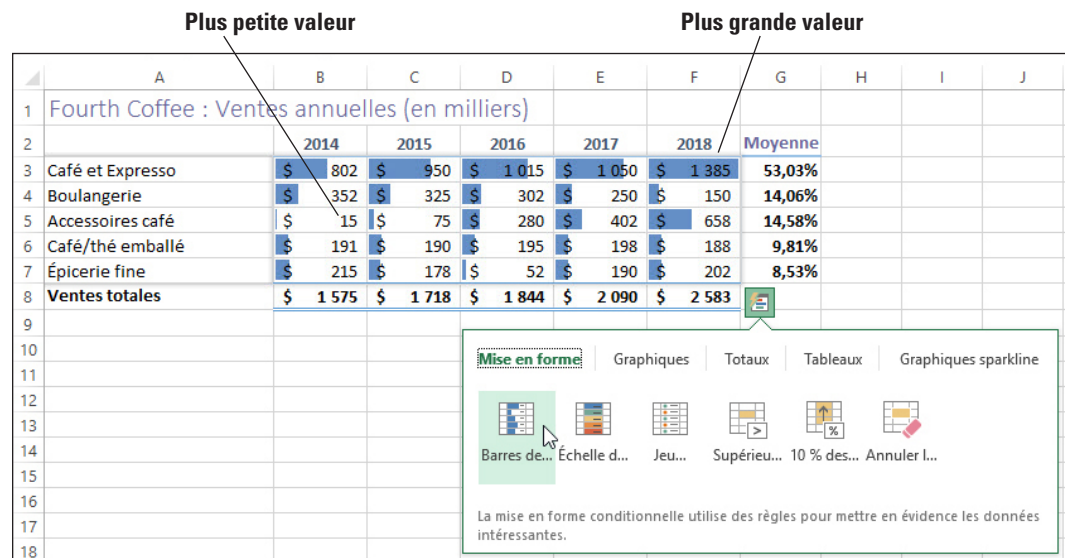 Plus petite valeur Plus grande valeur
A B C D E F G H I J
1 Fourth Coffee : Ventes annuelles (en milliers)
2 2014 2015 2016 2017 2018 Moyenne
3 Café et Expresso $ 802 $ 950 $ 1 015 $ 1 050 $ 1 385 53,03%
4 Boulangerie $ 352 $ 325 $ 302 $ 250 $ 150 14,06%
5 Accessoires café $ 15 $ 75 $ 280 $ 402 $ 658 14,58%
6 Café/thé emballé $ 191 $ 190 $ 195 $ 198 $ 188 9,81%
7 Épicerie fine $ 215 $ 178 $ 52 $ 190 $ 202 8,53%
8 Ventes totales $ 1 575 $ 1 718 $ 1 844 $ 2 090 $ 2 583
9
10
11
12
13
14
15
16
17
18
Mise en forme Graphiques Totaux Tableaux Graphiques sparkline
> %
Barres de... Échelle d... Jeu... Supérieu... 10 % des... Annuler l...
La mise en forme conditionnelle utilise des règles pour mettre en évidence les données
intéressantes.